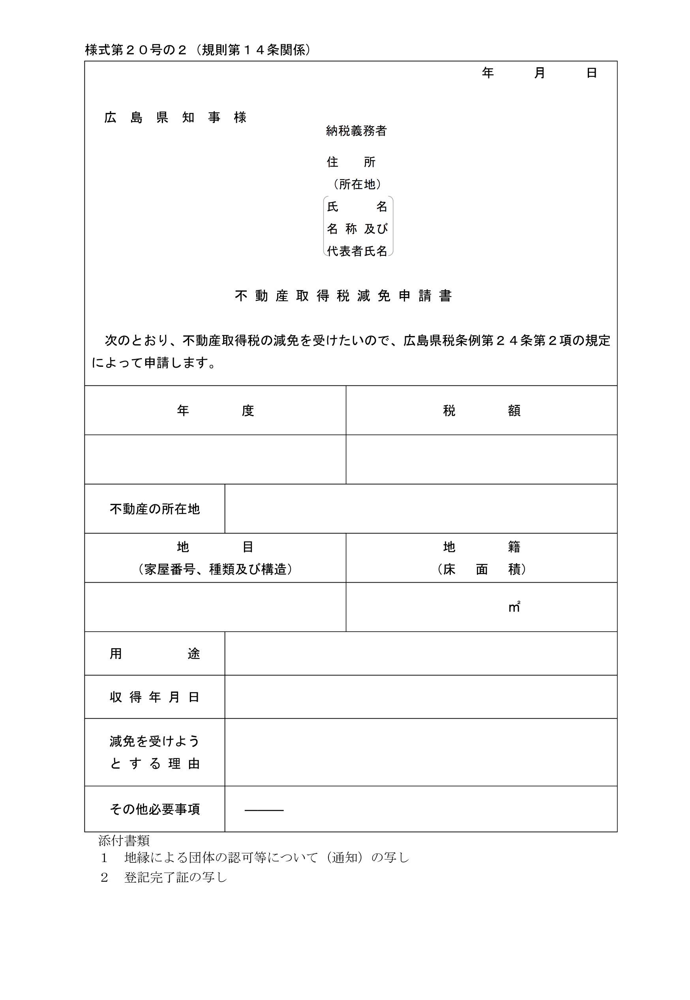 様式第２０号の２（規則第１４条関係）
年　月　日
広島県知事様
納税義務者
住　所
（所在地）
氏　名
名称及び
代表者氏名
不動産取得税減免申請書
次のとおり、不動産取得税の減免を受けたいので、広島県税条例第２４条第２項の規定
によって申請します。
年　度
税　額
不動産の所在地
地　目
（家屋番号、種類及び構造）
地　籍
（床　面　積）
㎡
用　途
収得年月日
減免を受けよう
とする理由
その他必要事項
―――
添付書類
１　地縁による団体の認可等について（通知）の写し
２　登記完了証の写し